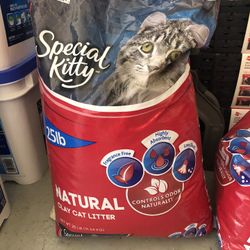 Special
Kitty
25lb
Fragrance Free
Highly
Absorbent
CONTROLS ODOR
NATURALLY!
NATURAL
CLAY CAT LITTER